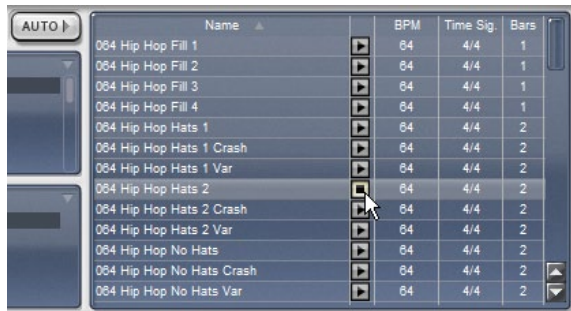 AUTO
Name BPM Time Sig. Bars
064 Hip Hop Fill 1 64 4/4 1
064 Hip Hop Fill 2 64 4/4 1
064 Hip Hop Fill 3 64 4/4 1
064 Hip Hop Fill 4 64 4/4 1
064 Hip Hop Hats 1 64 4/4 2
064 Hip Hop Hats 1 Crash 64 4/4 2
064 Hip Hop Hats 1 Var 64 4/4 2
064 Hip Hop Hats 2 64 4/4 2
064 Hip Hop Hats 2 Crash 64 4/4 2
064 Hip Hop Hats 2 Var 64 4/4 2
064 Hip Hop No Hats 64 4/4 2
064 Hip Hop No Hats Crash 64 4/4 2
064 Hip Hop No Hats Var 64 4/4 2